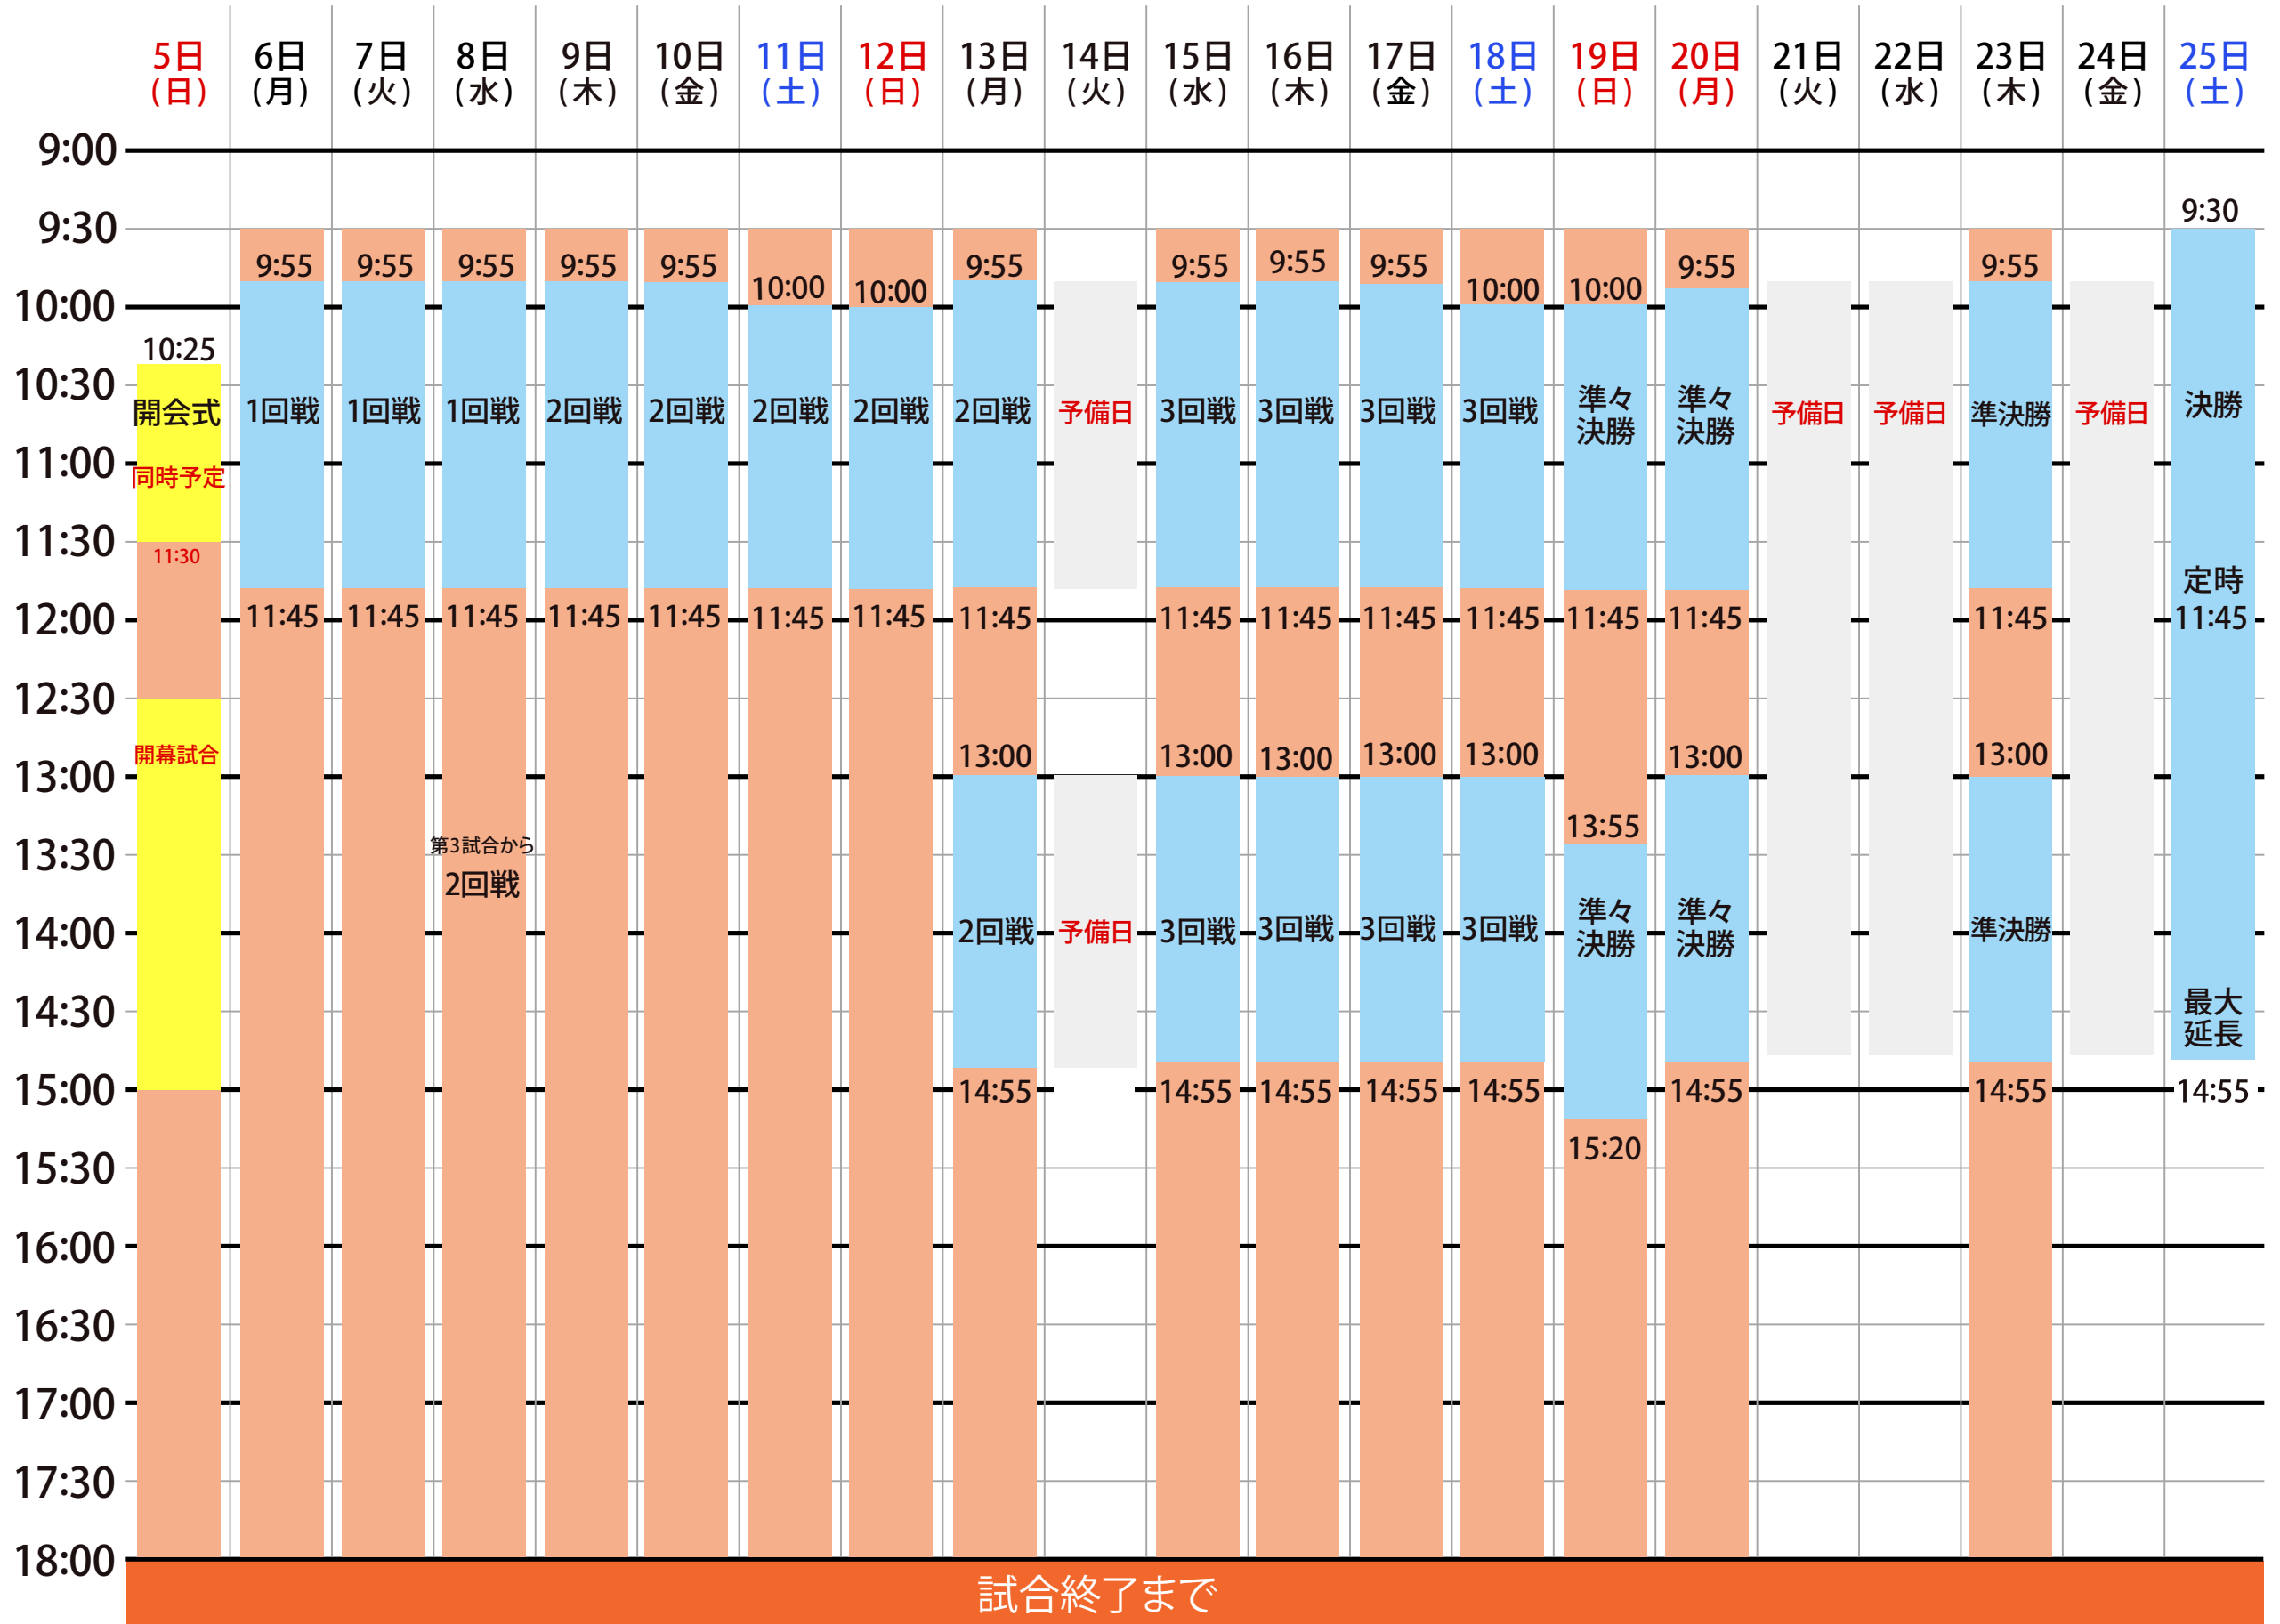 5日 6日 7日 8日 9日 10日 11日 12日 13日 14日 15日 16日 17日 18日 19日 20日 21日 22日 23日 24日 25日
(日) (月) (火) (水) (木) (金) (土) (日) (月) (火) (水) (木) (金) (土) (日) (月) (火) (水) (木) (金) (土)
9:00
9:30 9:30
9:55 9:55 9:55 9:55 9:55 10:00 10:00 9:55 9:55 9:55 9:55 10:00 10:00 9:55 9:55
10:00
10:25
10:30
開会式 1回戦 1回戦 1回戦 2回戦 2回戦 2回戦 2回戦 2回戦 予備日 3回戦 3回戦 3回戦 3回戦 準々 準々 予備日 予備日 準決勝 予備日 決勝
決勝 決勝
11:00
同時予定
11:30
11:30
定時
12:00 11:45 11:45 11:45 11:45 11:45 11:45 11:45 11:45 11:45 11:45 11:45 11:45 11:45 11:45 11:45 11:45
12:30
開幕試合 13:00 13:00 13:00 13:00 13:00 13:00 13:00
13:00
13:55
13:30 第3試合から
2回戦
14:00 2回戦 予備日 3回戦 3回戦 3回戦 3回戦 準々 準々 準決勝
決勝 決勝
14:30 最大
延長
15:00 14:55 14:55 14:55 14:55 14:55 14:55 14:55 14:55
15:20
15:30
16:00
16:30
17:00
17:30
18:00
試合終了まで